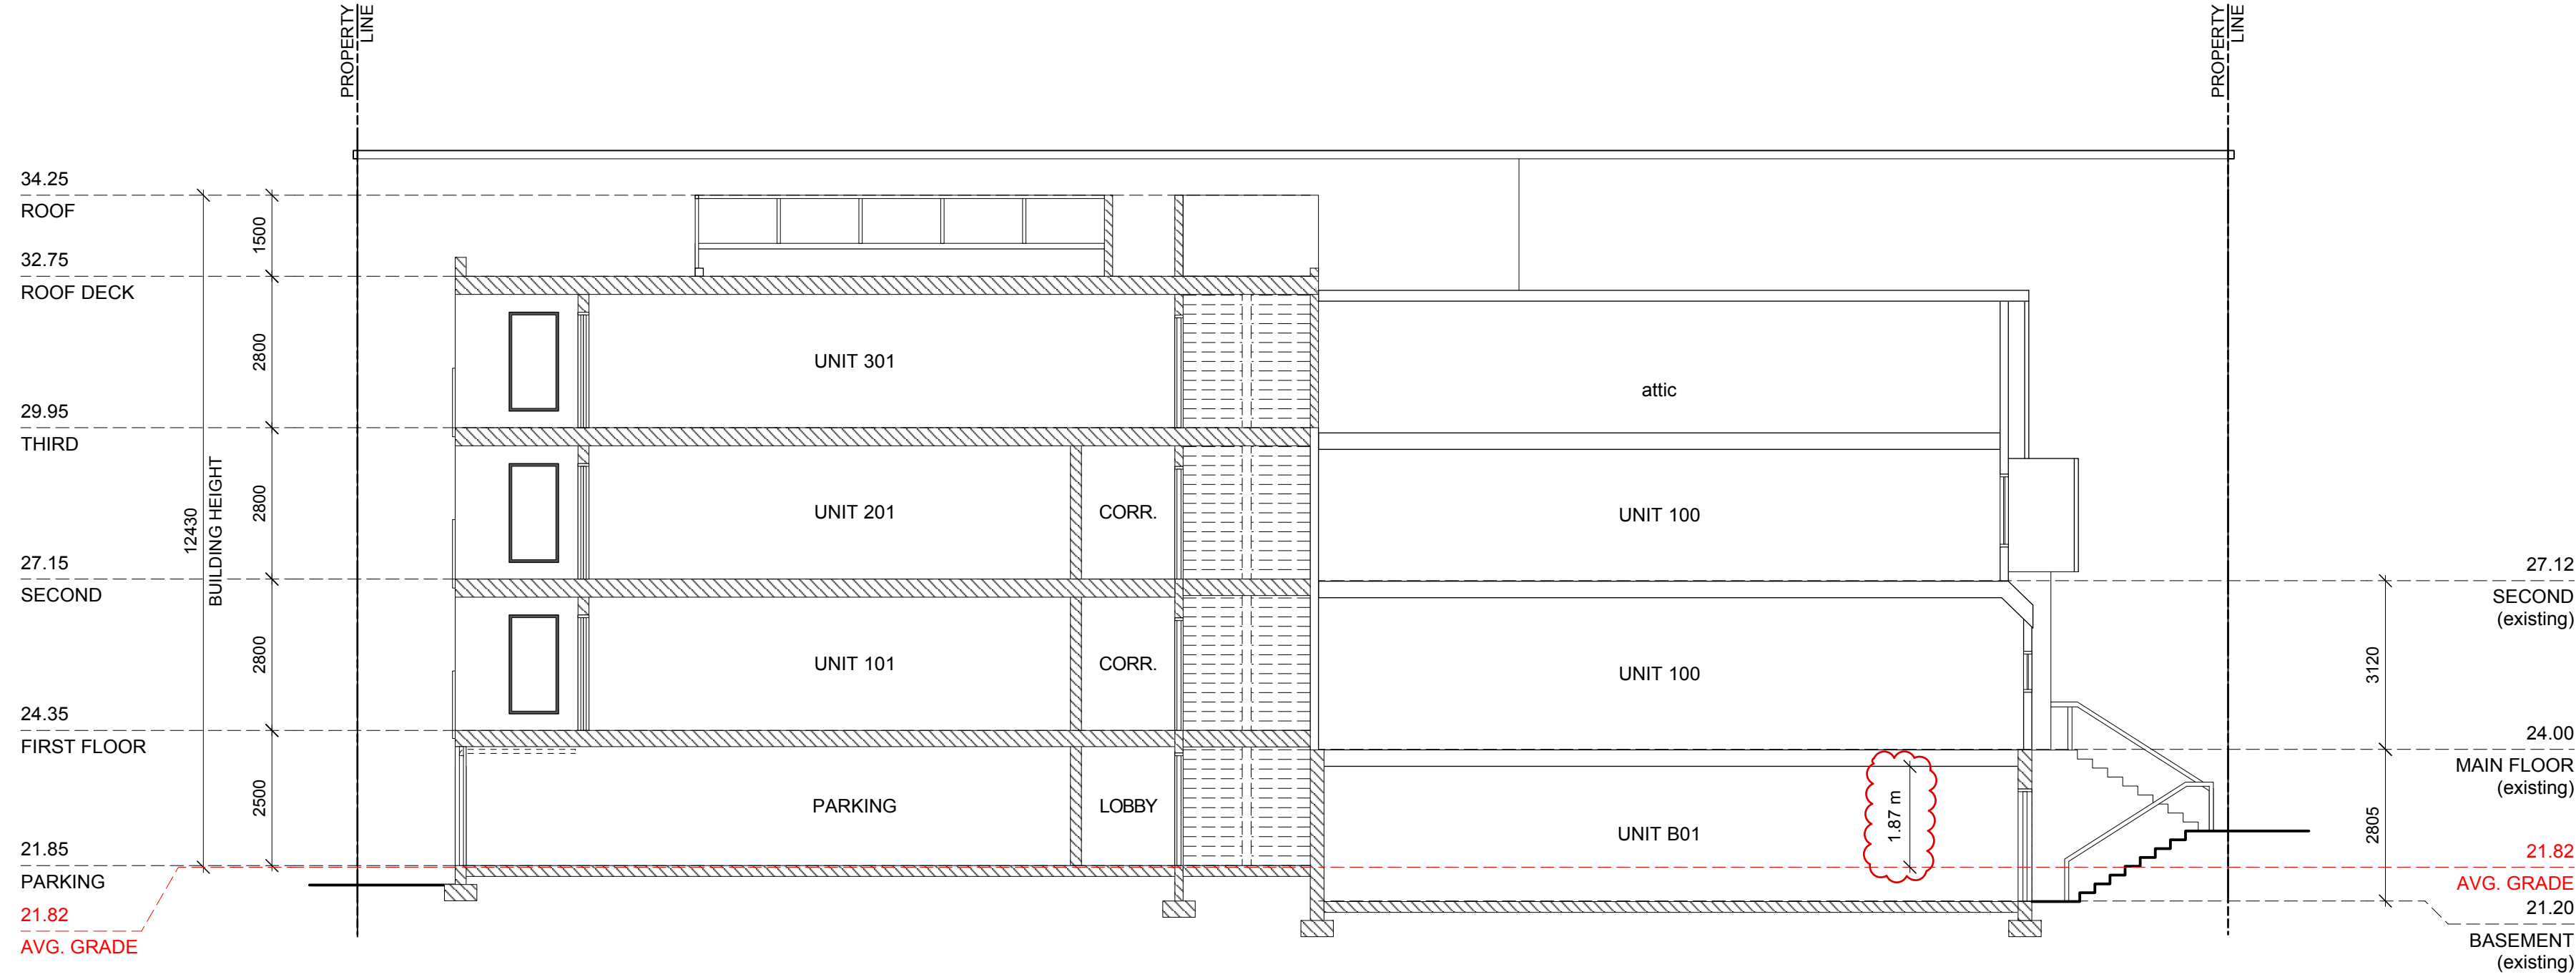 PROPERTY
LINE
PROPERTY
LINE
34.25
ROOF
1500
32.75
ROOF DECK
2800
UNIT 301
attic
29.95
THIRD
12430
BUILDING HEIGHT
2800
UNIT 201
CORR.
UNIT 100
27.15
SECOND
27.12
SECOND
(existing)
2800
UNIT 101
CORR.
UNIT 100
3120
24.35
FIRST FLOOR
24.00
MAIN FLOOR
(existing)
2500
PARKING
LOBBY
UNIT B01
1.87 m
2805
21.85
PARKING
21.82
AVG. GRADE
21.82
AVG. GRADE
21.20
BASEMENT
(existing)